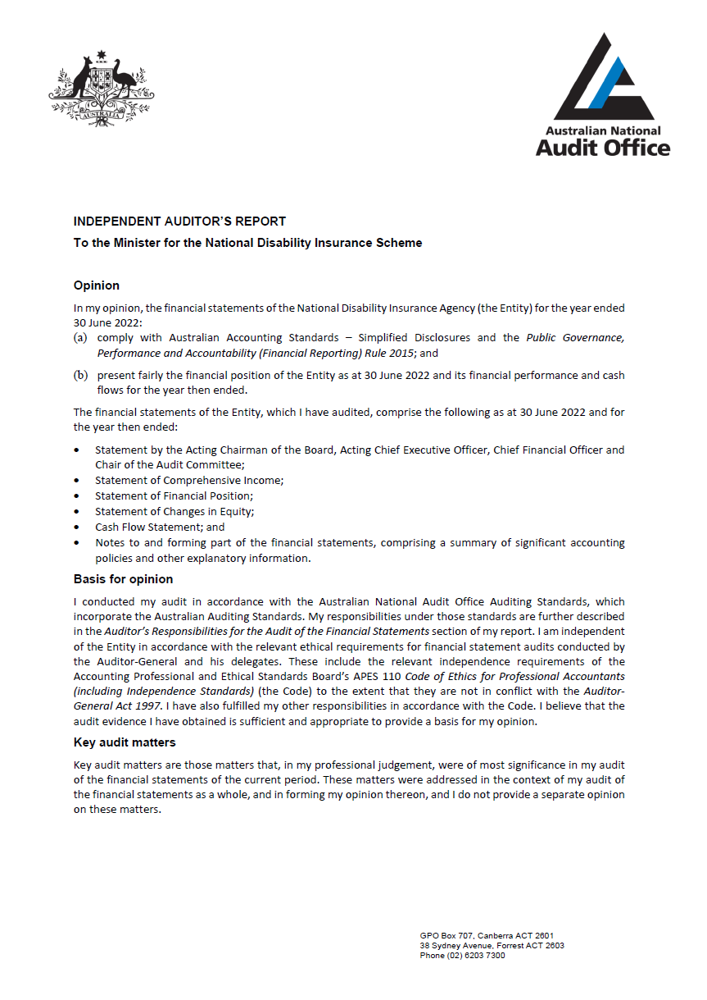 AUSTRALIA
Australian National
Audit Office
INDEPENDENT AUDITOR’S REPORT
To the Minister for the National Disability Insurance Scheme
Opinion
In my opinion, the financial statements of the National Disability Insurance Agency (the Entity) for the year ended
30 June 2022:
(a) comply with Australian Accounting Standards – Simplified Disclosures and the Public Governance,
Performance and Accountability (Financial Reporting) Rule 2015; and
(b) present fairly the financial position of the Entity as at 30 June 2022 and its financial performance and cash
flows for the year then ended.
The financial statements of the Entity, which I have audited, comprise the following as at 30 June 2022 and for
the year then ended:
• Statement by the Acting Chairman of the Board, Acting Chief Executive Officer, Chief Financial Officer and
Chair of the Audit Committee;
• Statement of Comprehensive Income;
• Statement of Financial Position;
• Statement of Changes in Equity;
• Cash Flow Statement; and
• Notes to and forming part of the financial statements, comprising a summary of significant accounting
policies and other explanatory information.
Basis for opinion
I conducted my audit in accordance with the Australian National Audit Office Auditing Standards, which
incorporate the Australian Auditing Standards. My responsibilities under those standards are further described
in the Auditor’s Responsibilities for the Audit of the Financial Statements section of my report. I am independent
of the Entity in accordance with the relevant ethical requirements for financial statement audits conducted by
the Auditor-General and his delegates. These include the relevant independence requirements of the
Accounting Professional and Ethical Standards Board’s APES 110 Code of Ethics for Professional Accountants
(including Independence Standards) (the Code) to the extent that they are not in conflict with the Auditor-
General Act 1997. I have also fulfilled my other responsibilities in accordance with the Code. I believe that the
audit evidence I have obtained is sufficient and appropriate to provide a basis for my opinion.
Key audit matters
Key audit matters are those matters that, in my professional judgement, were of most significance in my audit
of the financial statements of the current period. These matters were addressed in the context of my audit of
the financial statements as a whole, and in forming my opinion thereon, and I do not provide a separate opinion
on these matters.
GPO Box 707, Canberra ACT 2601
38 Sydney Avenue, Forrest ACT 2603
Phone (02) 6203 7300